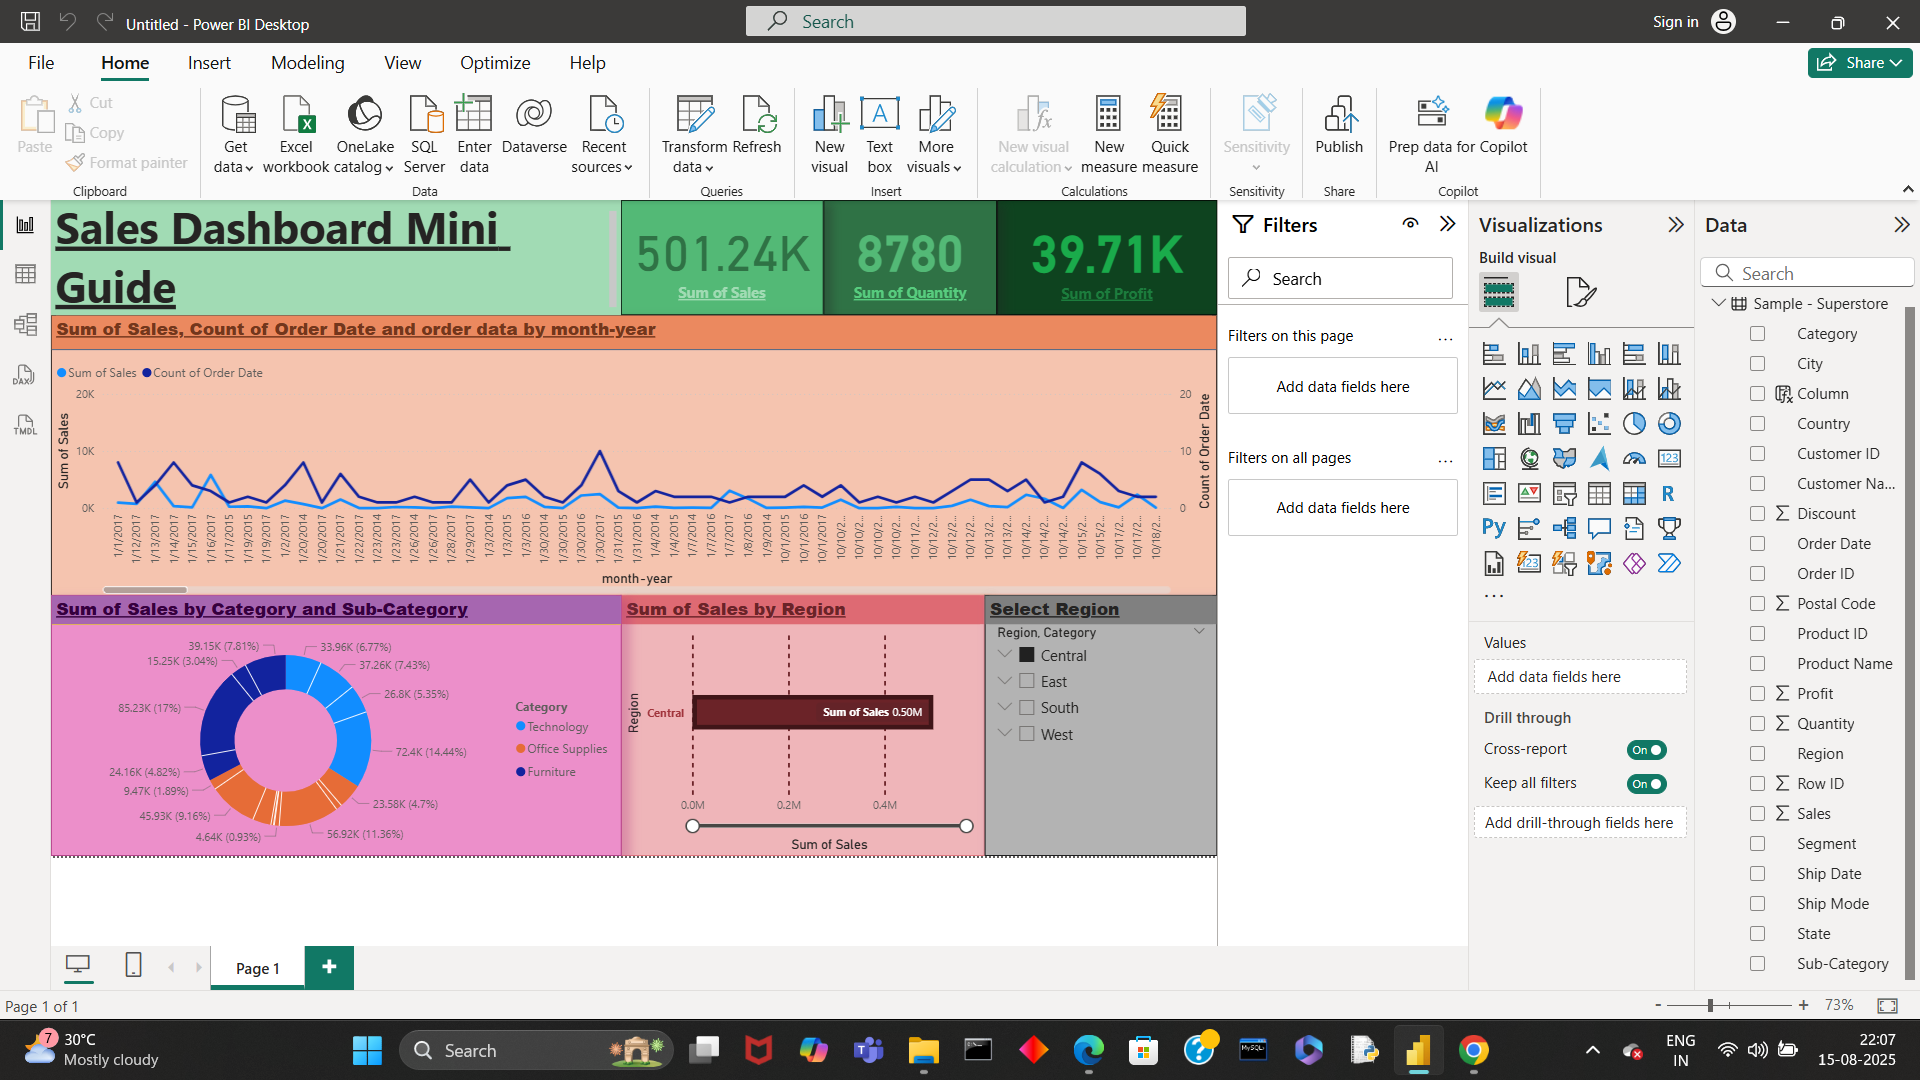 Untitled - Power BI Desktop
Search
Sign in
File
Home
Insert
Modeling
View
Optimize
Help
Share
Paste
Cut
Copy
Format painter
Clipboard
Get data
Excel workbook
OneLake catalog
SQL Server
Enter data
Dataverse
Recent sources
Data
Transform data
Refresh
Queries
New visual
Text box
More visuals
Insert
New visual calculation
New measure
Quick measure
Calculations
Sensitivity
Sensitivity
Publish
Share
Prep data for AI
Copilot
Copilot
Sales Dashboard Mini
Guide
501.24K
Sum of Sales
8780
Sum of Quantity
39.71K
Sum of Profit
Sum of Sales, Count of Order Date and order data by month-year
Sum of Sales
Count of Order Date
20K
10K
0K
Sum of Sales
20
10
0
Count of Order Date
1/1/2017
1/12/2017
1/13/2017
1/14/2017
1/15/2017
1/16/2017
1/17/2015
1/19/2015
1/19/2017
1/2/2017
1/20/2014
1/20/2017
1/21/2017
1/22/2017
1/23/2014
1/23/2017
1/26/2014
1/26/2017
1/28/2017
1/29/2017
1/3/2014
1/3/2015
1/3/2016
1/30/2014
1/30/2016
1/30/2017
1/31/2015
1/31/2016
1/4/2014
1/4/2015
1/7/2014
1/7/2016
1/7/2017
1/8/2016
1/9/2014
10/1/2015
10/1/2016
10/1/2017
10/10/2...
10/10/2...
10/10/2...
10/10/2...
10/11/2...
10/12/2...
10/12/2...
10/12/2...
10/13/2...
10/13/2...
10/14/2...
10/14/2...
10/14/2...
10/14/2...
10/15/2...
10/15/2...
10/17/2...
10/17/2...
10/18/2...
month-year
Sum of Sales by Category and Sub-Category
39.15K (7.81%)
15.25K (3.04%)
85.23K (17%)
24.16K (4.82%)
9.47K (1.89%)
45.93K (9.16%)
4.64K (0.93%)
33.96K (6.77%)
37.26K (7.43%)
26.8K (5.35%)
72.4K (14.44%)
23.58K (4.7%)
56.92K (11.36%)
Category
Technology
Office Supplies
Furniture
Sum of Sales by Region
Region
Central
Sum of Sales 0.50M
0.0M
0.2M
0.4M
Sum of Sales
Select Region
Region, Category
Central
East
South
West
Filters
Search
Filters on this page
...
Add data fields here
Filters on all pages
...
Add data fields here
Visualizations
Build visual
...
Values
Add data fields here
Drill through
Cross-report
On
Keep all filters
On
Add drill-through fields here
Data
Search
Sample - Superstore
Category
City
Column
Country
Customer ID
Customer Na...
Discount
Order Date
Order ID
Postal Code
Product ID
Product Name
Profit
Quantity
Region
Row ID
Sales
Segment
Ship Date
Ship Mode
State
Sub-Category
DAX
TMDL
Page 1
Page 1 of 1
- + 73%
7
30°C
Mostly cloudy
Search
MySQL
ENG
IN
22:07
15-08-2025